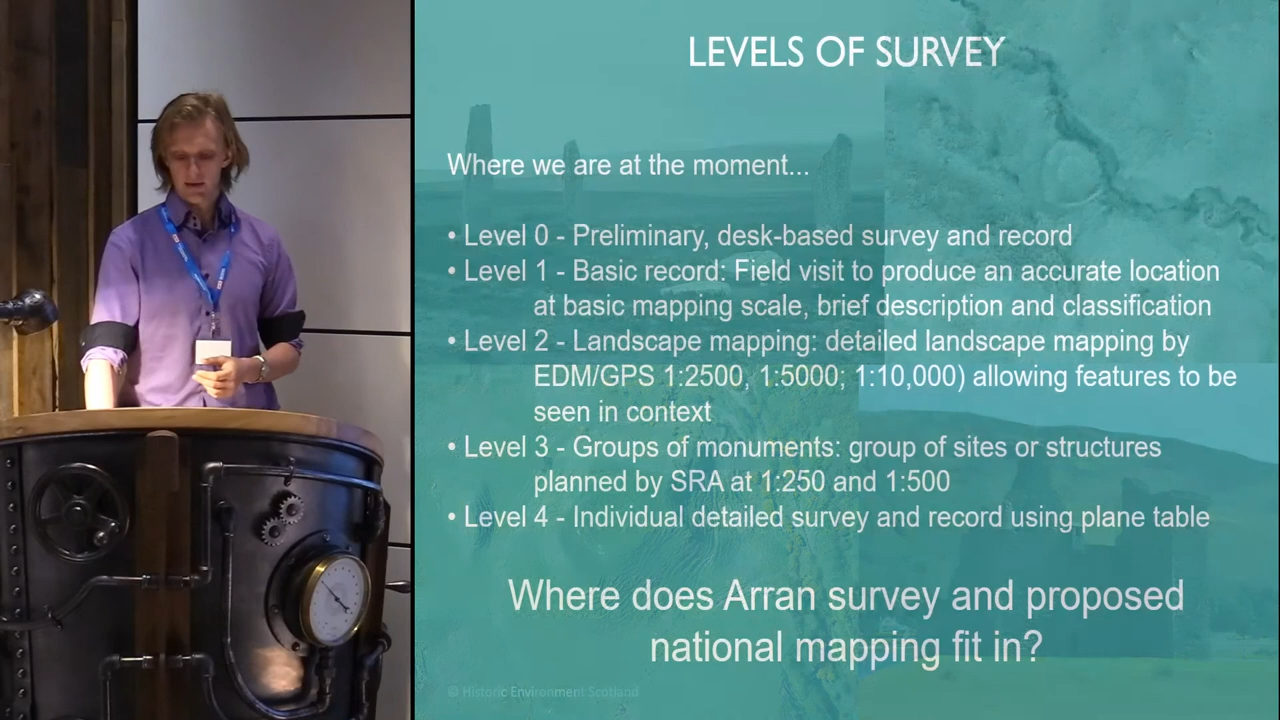 LEVELS OF SURVEY
Where we are at the moment...
• Level 0 - Preliminary, desk-based survey and record
• Level 1 - Basic record: Field visit to produce an accurate location
at basic mapping scale, brief description and classification
• Level 2 - Landscape mapping: detailed landscape mapping by
EDM/GPS 1:2500, 1:5000; 1:10,000) allowing features to be
seen in context
• Level 3 - Groups of monuments: group of sites or structures
planned by SRA at 1:250 and 1:500
• Level 4 - Individual detailed survey and record using plane table
Where does Arran survey and proposed
national mapping fit in?
© Historic Environment Scotland